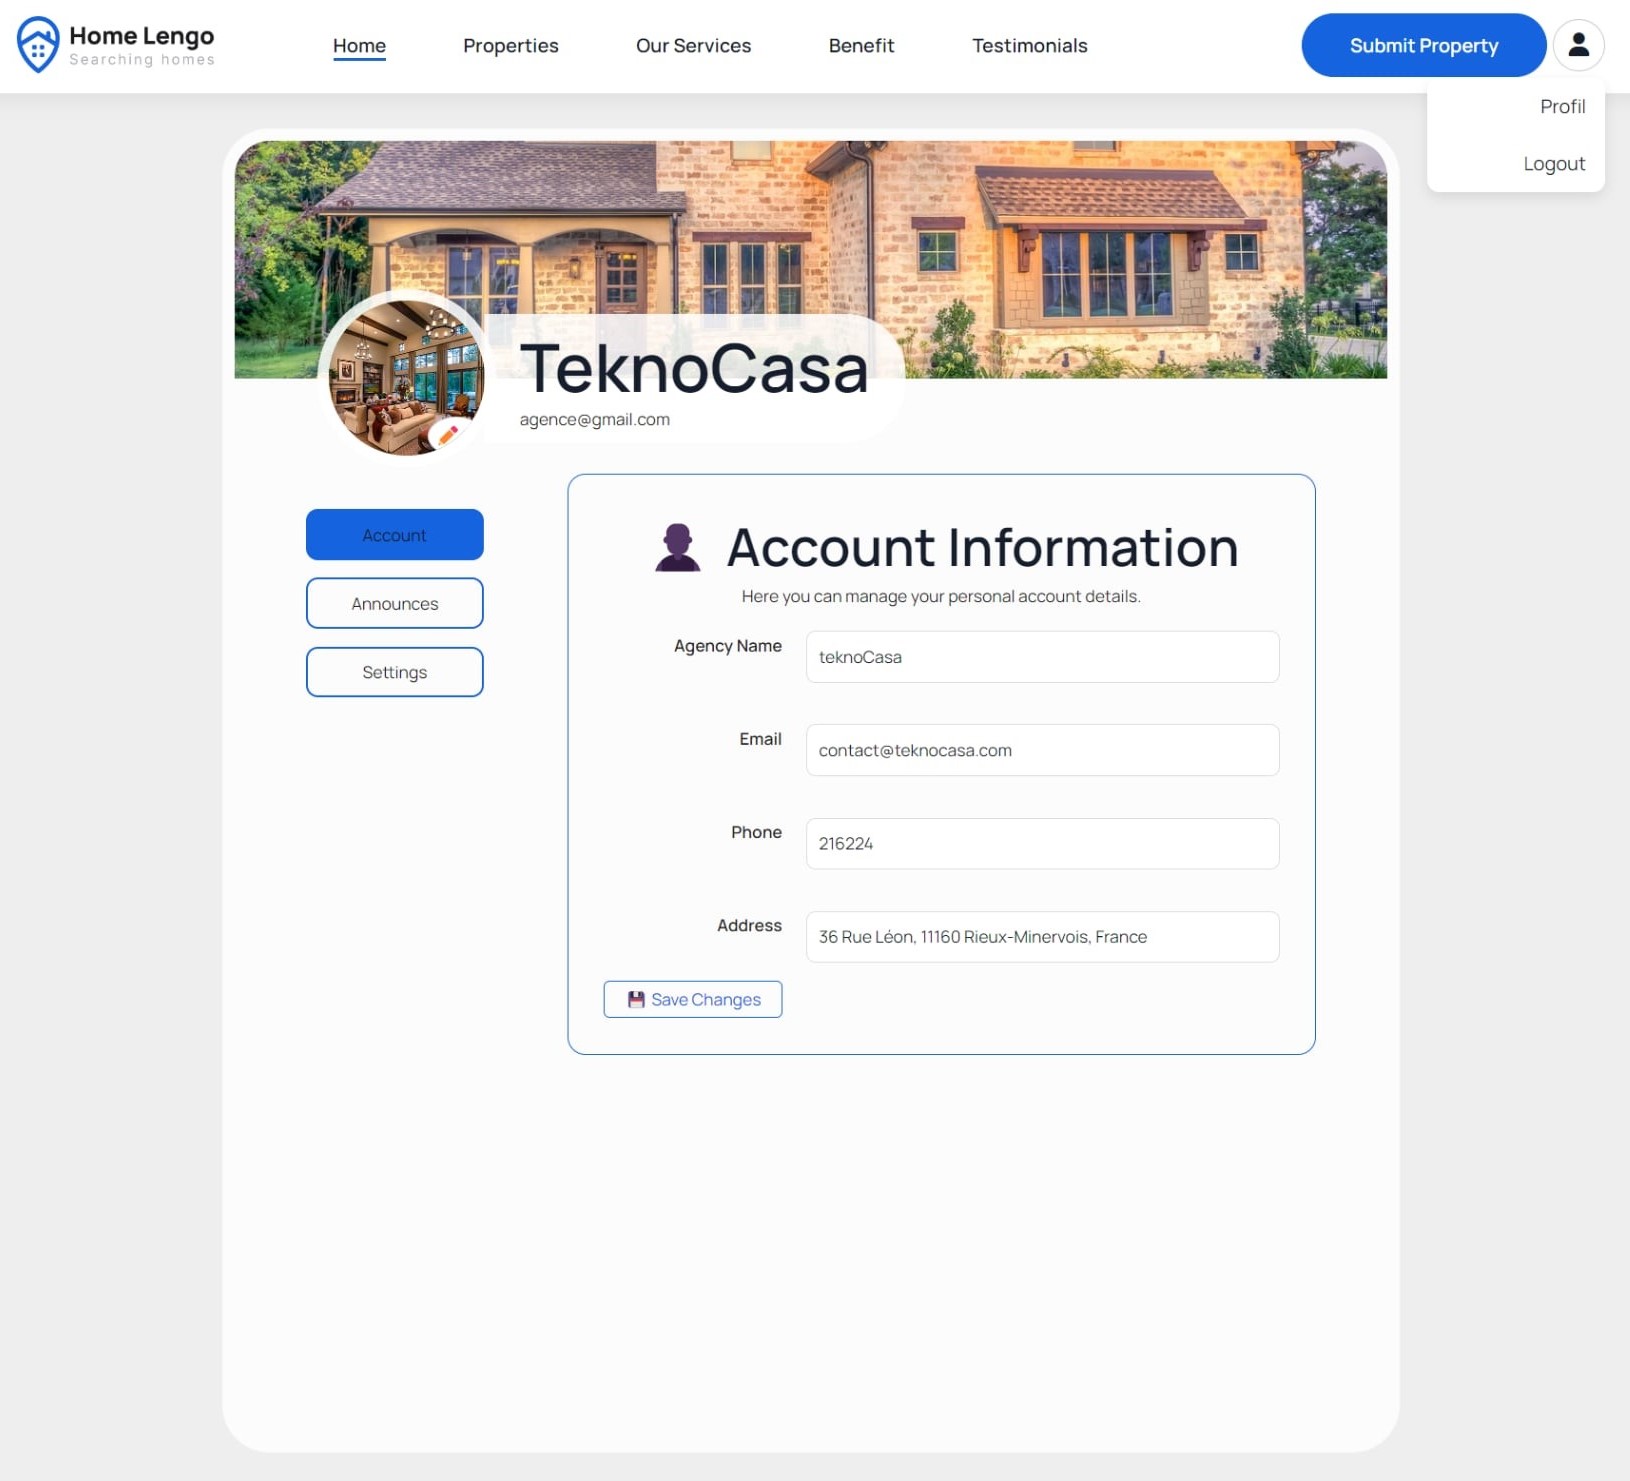 Home Lengo
Searching homes
Home
Properties
Our Services
Benefit
Testimonials
Submit Property
Profil
Logout
TeknoCasa
agence@gmail.com
Account
Announces
Settings
Account Information
Here you can manage your personal account details.
Agency Name
teknoCasa
Email
contact@teknocasa.com
Phone
216224
Address
36 Rue Léon, 11160 Rieux-Minervois, France
Save Changes